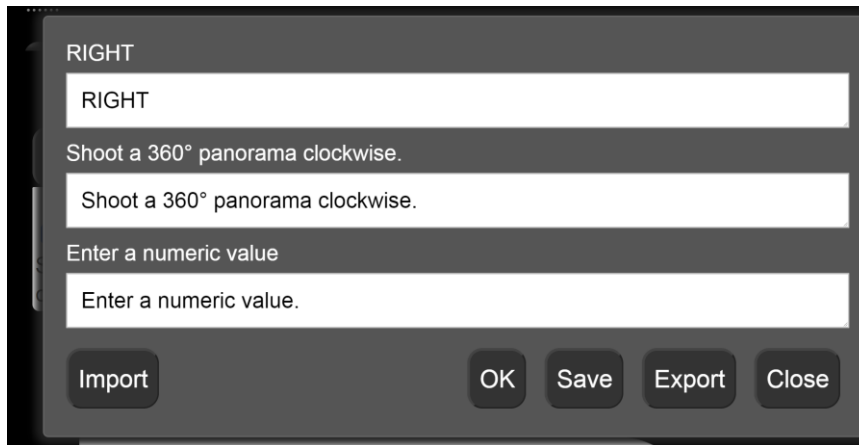 RIGHT
RIGHT
Shoot a 360° panorama clockwise.
Shoot a 360° panorama clockwise.
Enter a numeric value
Enter a numeric value.
Import OK Save Export Close